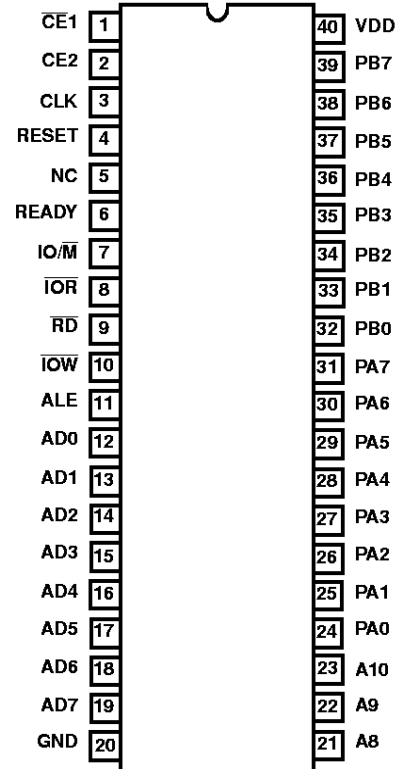 C̅E̅1 1 40 VDD
CE2 2 39 PB7
CLK 3 38 PB6
RESET 4 37 PB5
NC 5 36 PB4
READY 6 35 PB3
IO/M̅ 7 34 PB2
I̅O̅R̅ 8 33 PB1
R̅D̅ 9 32 PB0
I̅O̅W̅ 10 31 PA7
ALE 11 30 PA6
AD0 12 29 PA5
AD1 13 28 PA4
AD2 14 27 PA3
AD3 15 26 PA2
AD4 16 25 PA1
AD5 17 24 PA0
AD6 18 23 A10
AD7 19 22 A9
GND 20 21 A8